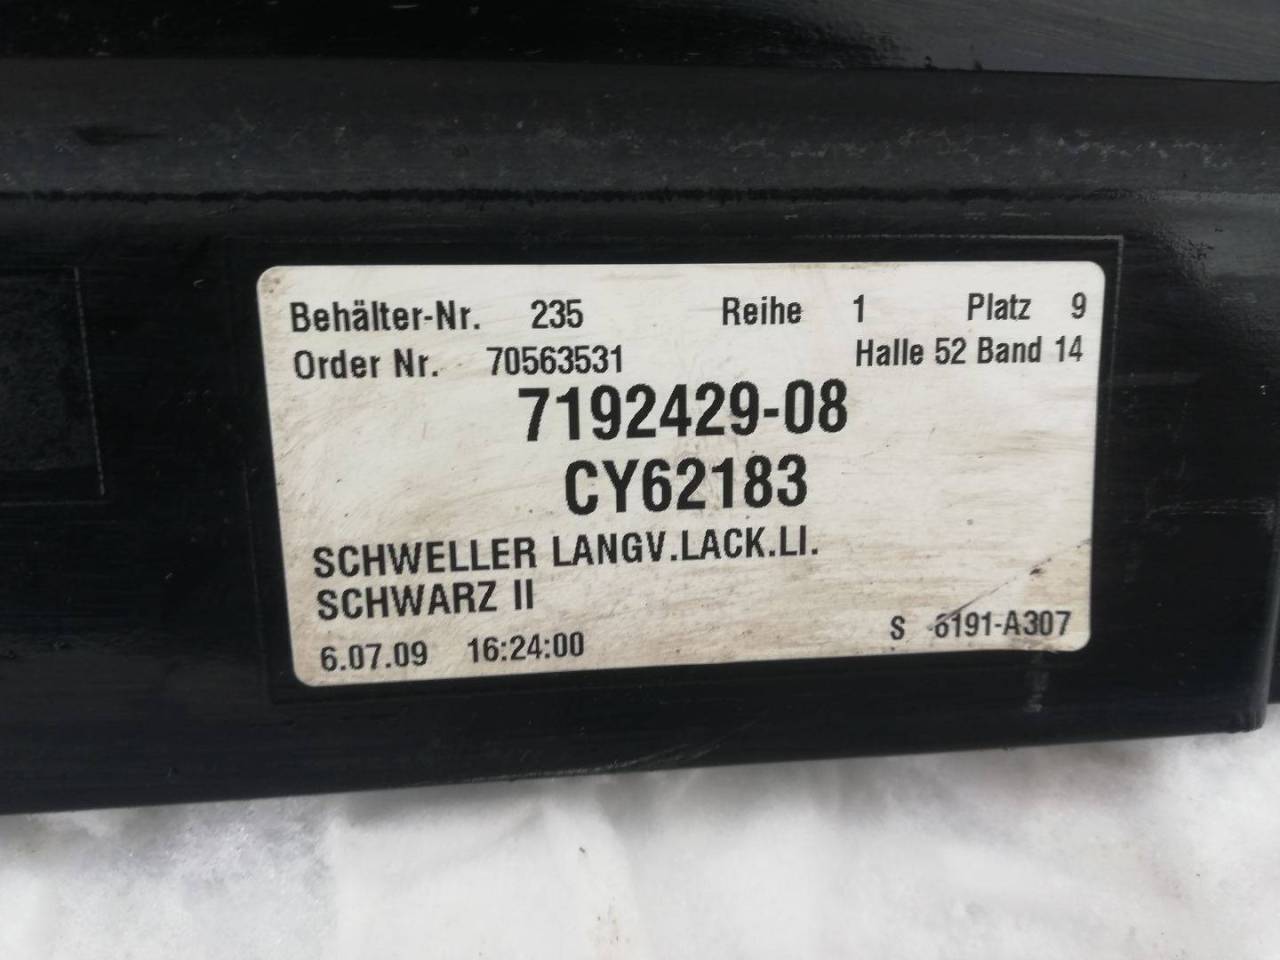 Behälter-Nr. 235 Reihe 1 Platz 9
Order Nr. 70563531 Halle 52 Band 14
7192429-08
CY62183
SCHWELLER LANGV.LACK.LI.
SCHWARZ II
6.07.09 16:24:00 S 6191-A307